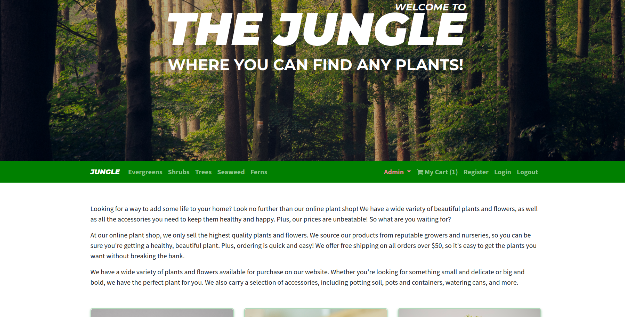 WELCOME TO
THE JUNGLE
WHERE YOU CAN FIND ANY PLANTS!
JUNGLE Evergreens Shrubs Trees Seaweed Ferns Admin My Cart (1) Register Login Logout
Looking for a way to add some life to your home? Look no further than our online plant shop! We have a wide variety of beautiful plants and flowers, as well
as all the accessories you need to keep them healthy and happy. Plus, our prices are unbeatable! So what are you waiting for?
At our online plant shop, we only sell the highest quality plants and flowers. We source our products from reputable growers and nurseries, so you can be
sure you're getting a healthy, beautiful plant. Plus, ordering is quick and easy! We offer free shipping on all orders over $50, so it's easy to get the plants you
want without breaking the bank.
We have a wide variety of plants and flowers available for purchase on our website. Whether you're looking for something small and delicate or big and
bold, we have the perfect plant for you. We also carry a selection of accessories, including potting soil, pots and containers, watering cans, and more.